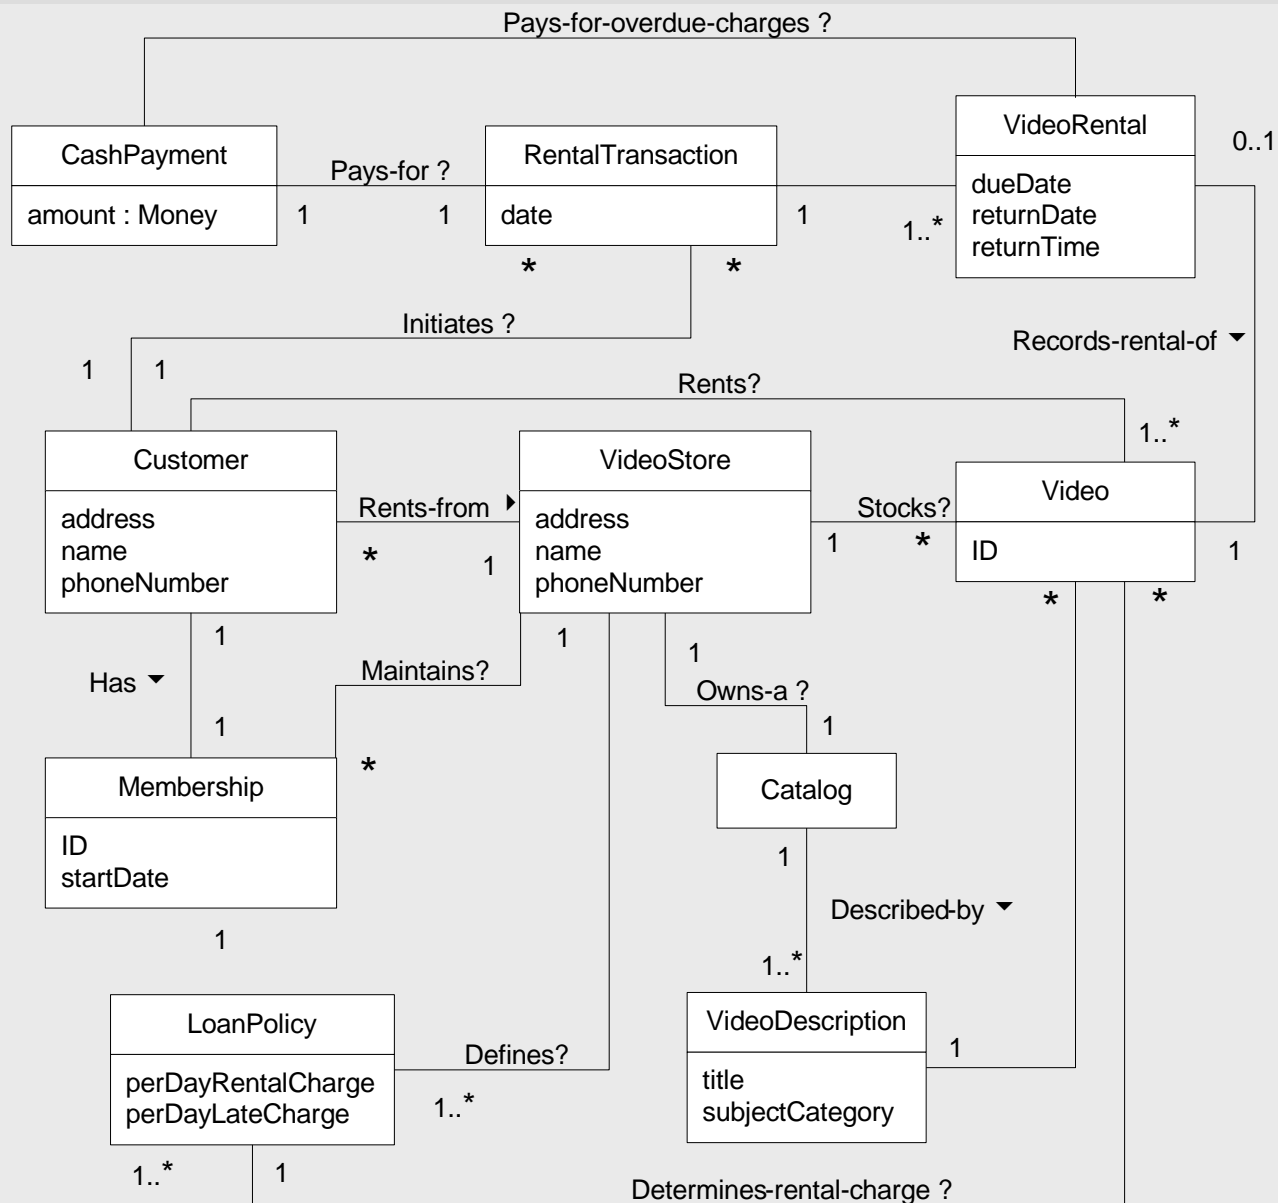 Pays-for-overdue-charges ?
CashPayment
amount : Money
Pays-for ?
1
1
RentalTransaction
date
1
1..*
VideoRental
dueDate
returnDate
returnTime
0..1
*
*
Initiates ?
1
1
Records-rental-of
Rents?
1..*
Customer
address
name
phoneNumber
Rents-from
*
1
VideoStore
address
name
phoneNumber
Stocks?
1
*
Video
ID
1
*
*
1
Has
1
Maintains?
*
1
1
Owns-a ?
1
Membership
ID
startDate
1
Catalog
1
Described-by
1..*
LoanPolicy
perDayRentalCharge
perDayLateCharge
Defines?
1..*
VideoDescription
title
subjectCategory
1
1..*
1
Determines-rental-charge ?